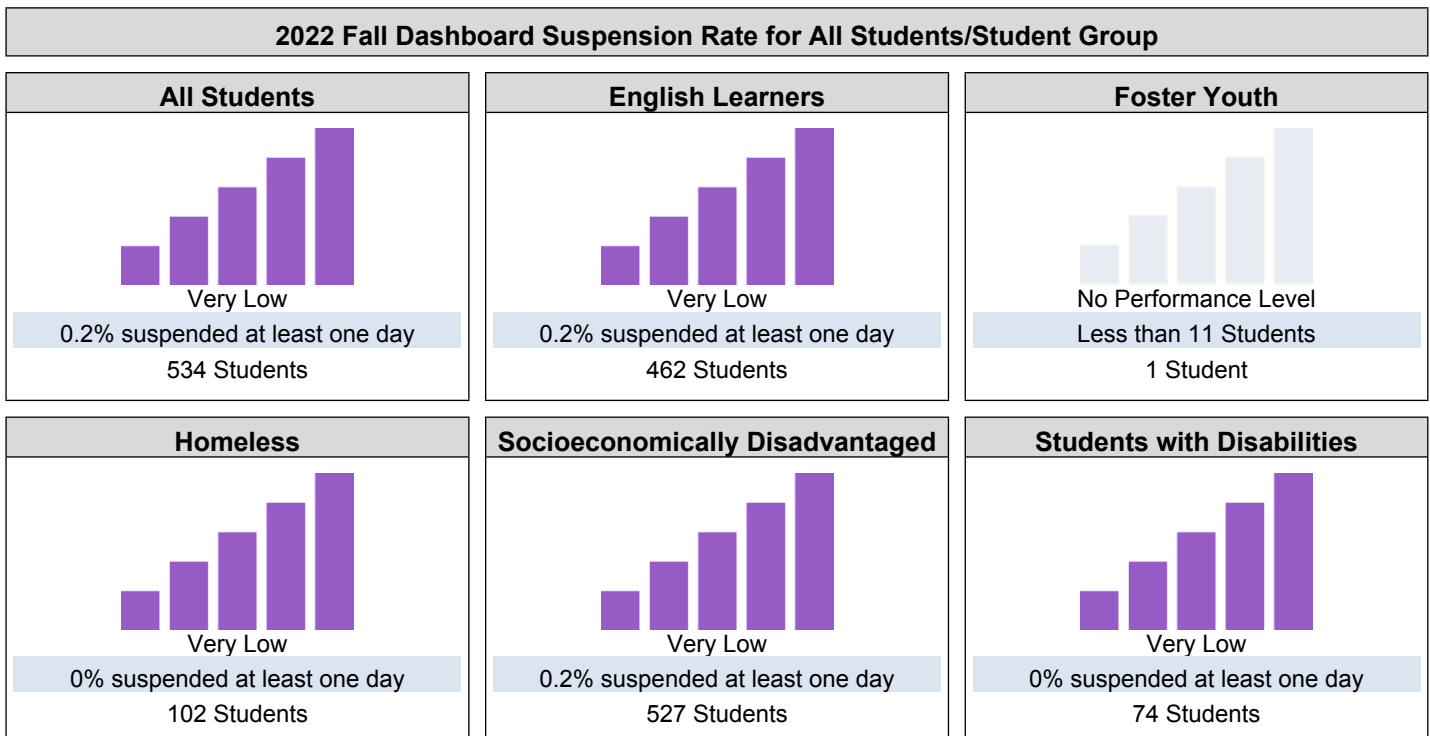 2022 Fall Dashboard Suspension Rate for All Students/Student Group
All Students
Very Low
0.2% suspended at least one day
534 Students
English Learners
Very Low
0.2% suspended at least one day
462 Students
Foster Youth
No Performance Level
Less than 11 Students
1 Student
Homeless
Very Low
0% suspended at least one day
102 Students
Socioeconomically Disadvantaged
Very Low
0.2% suspended at least one day
527 Students
Students with Disabilities
Very Low
0% suspended at least one day
74 Students